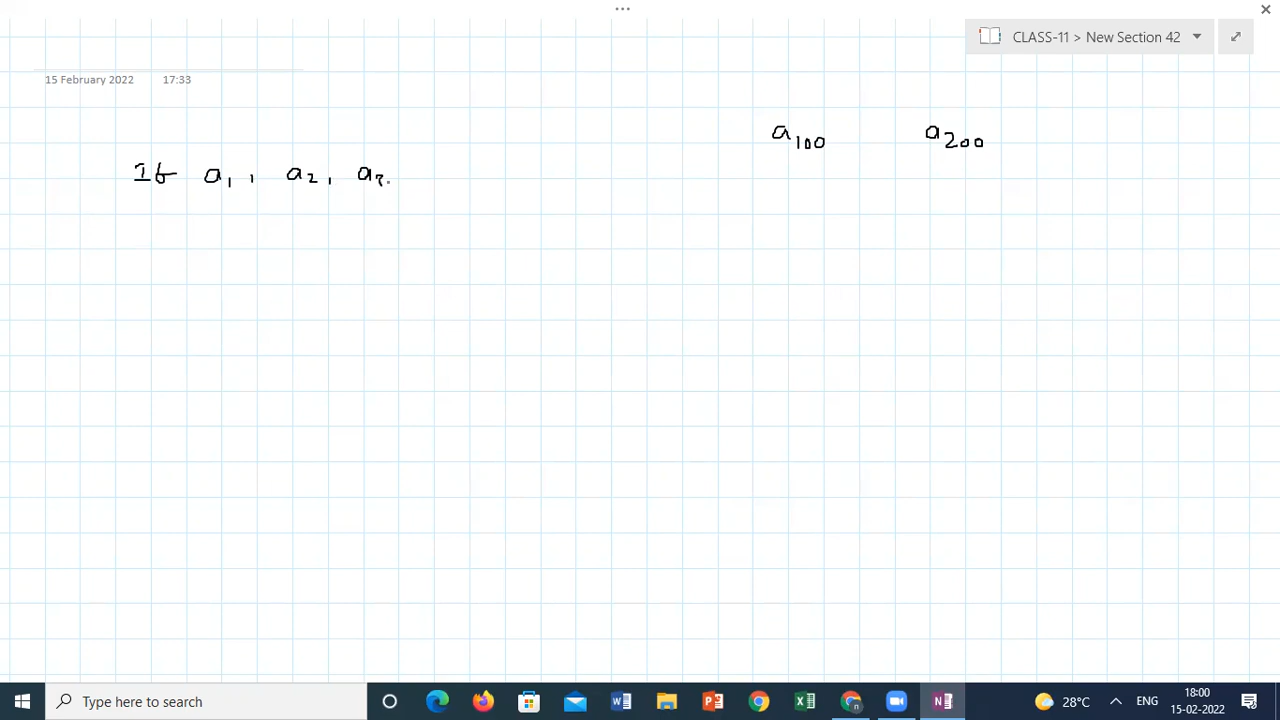 ...
CLASS-11 > New Section 42
15 February 2022 17:33
a₁₀₀ a₂₀₀
If a₁, a₂, a₃
Type here to search
28°C
ENG
18:00
15-02-2022